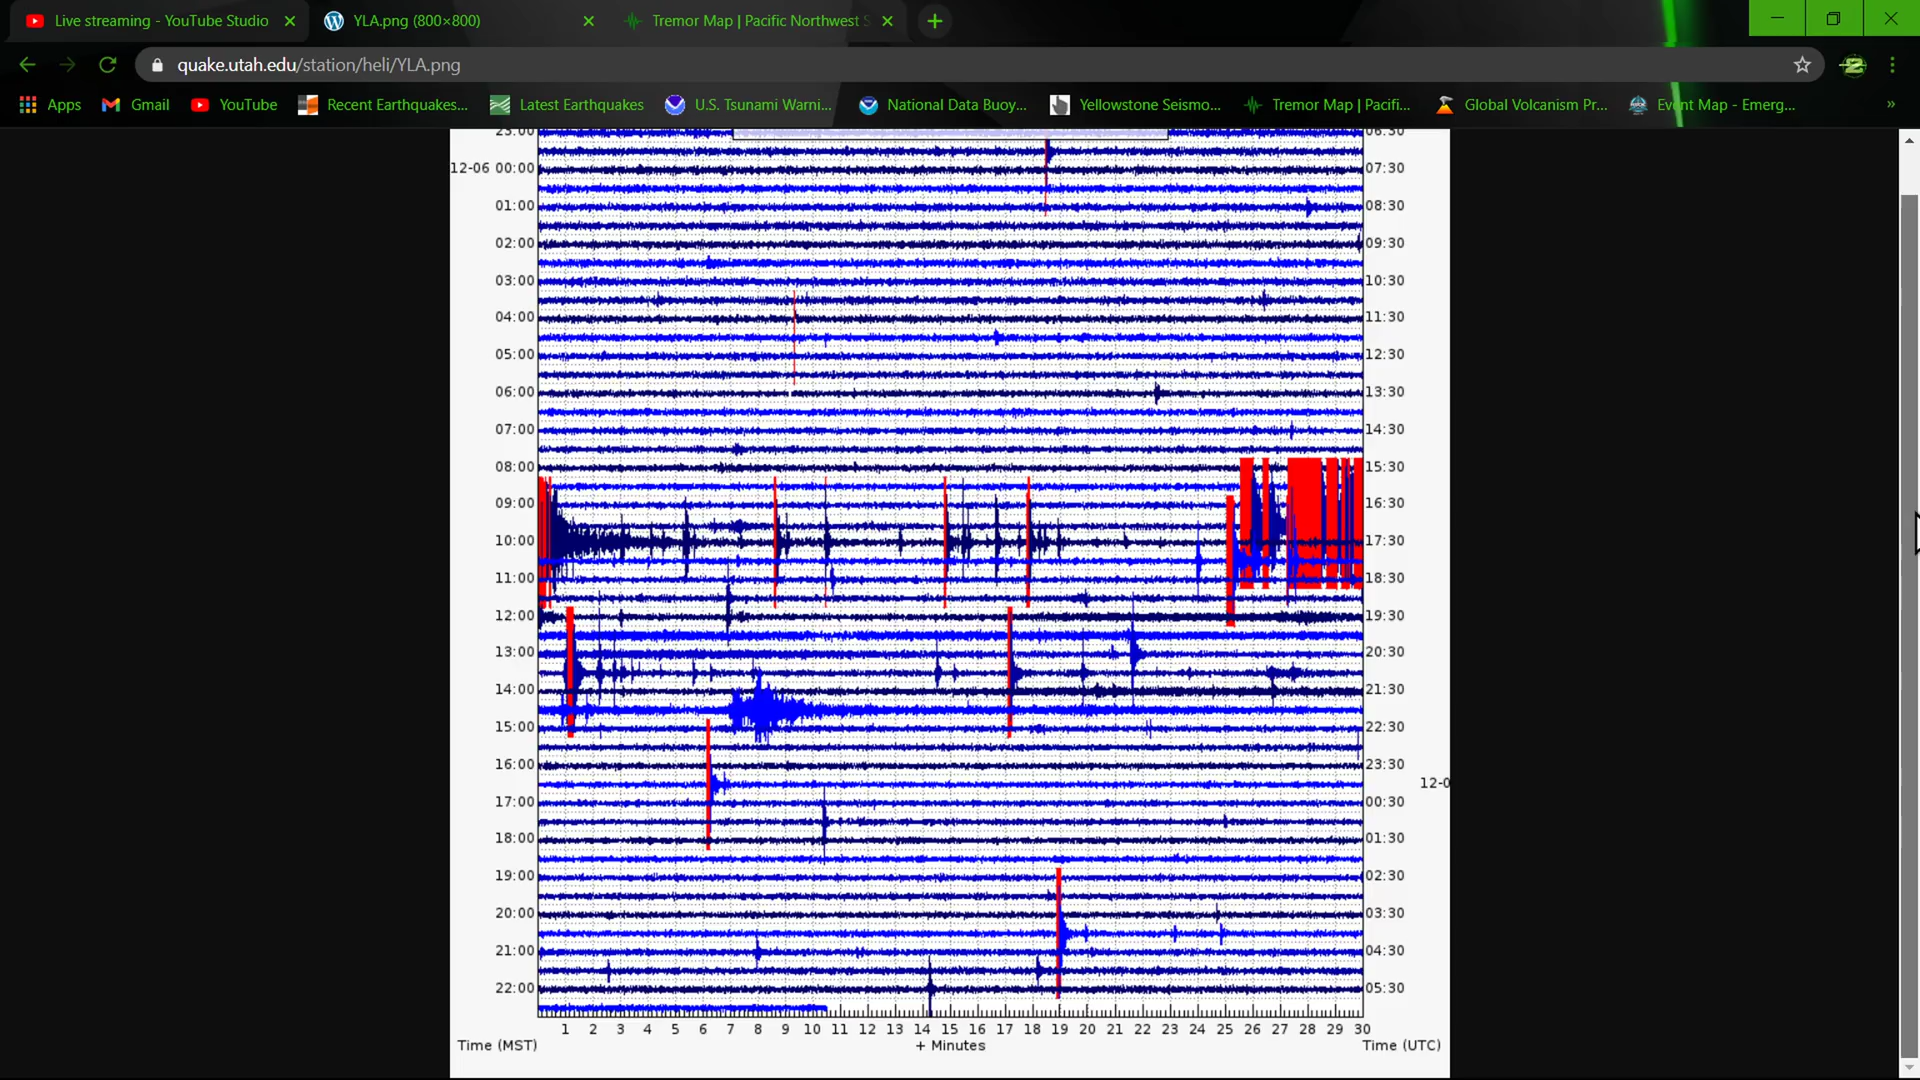 Live streaming - YouTube Studio
YLA.png (800×800)
Tremor Map | Pacific Northwest S
quake.utah.edu/station/heli/YLA.png
Apps
Gmail
YouTube
Recent Earthquakes...
Latest Earthquakes
U.S. Tsunami Warni...
National Data Buoy...
Yellowstone Seismo...
Tremor Map | Pacifi...
Global Volcanism Pr...
Event Map - Emerg...
»
23:00 06:30
12-06 00:00 07:30
01:00 08:30
02:00 09:30
03:00 10:30
04:00 11:30
05:00 12:30
06:00 13:30
07:00 14:30
08:00 15:30
09:00 16:30
10:00 17:30
11:00 18:30
12:00 19:30
13:00 20:30
14:00 21:30
15:00 22:30
16:00 23:30
12-0
17:00 00:30
18:00 01:30
19:00 02:30
20:00 03:30
21:00 04:30
22:00 05:30
1 2 3 4 5 6 7 8 9 10 11 12 13 14 15 16 17 18 19 20 21 22 23 24 25 26 27 28 29 30
Time (MST) + Minutes Time (UTC)